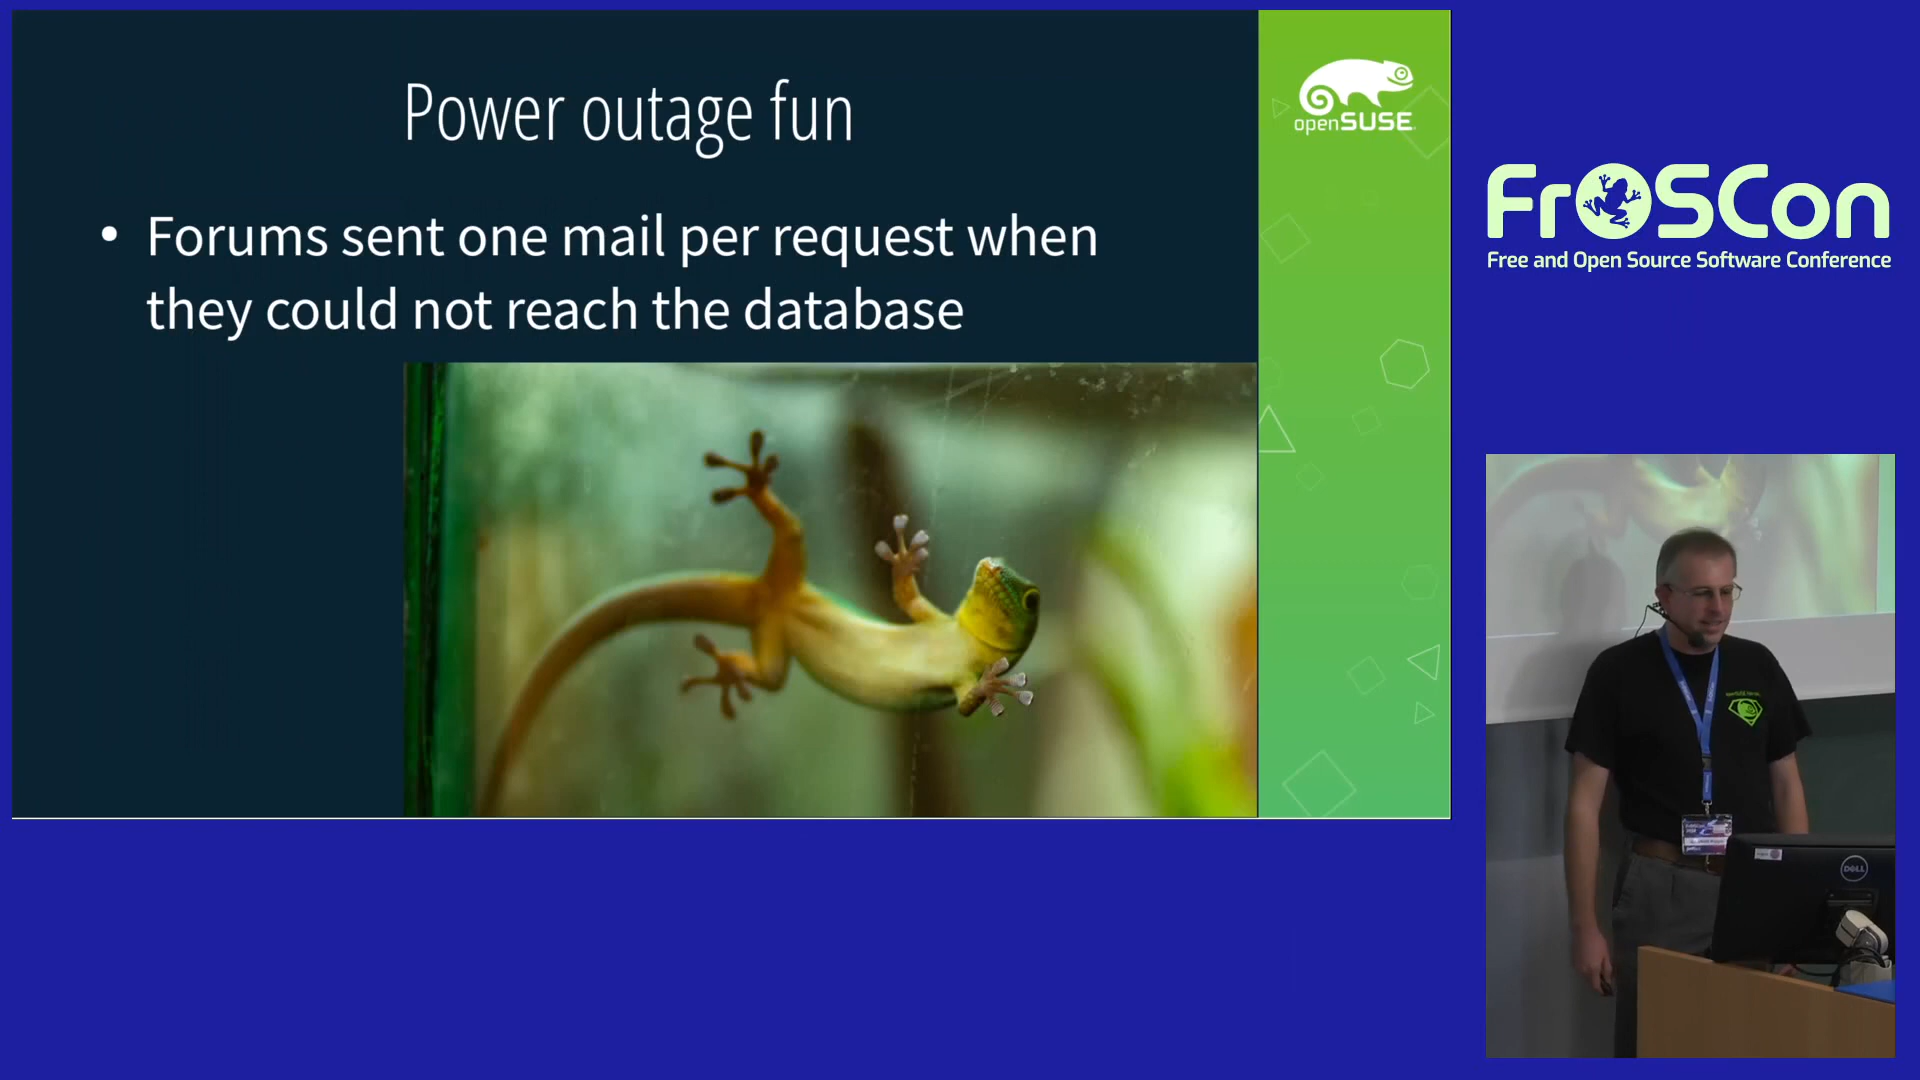 Power outage fun
• Forums sent one mail per request when
they could not reach the database
openSUSE
FrOSCon
Free and Open Source Software Conference
DELL